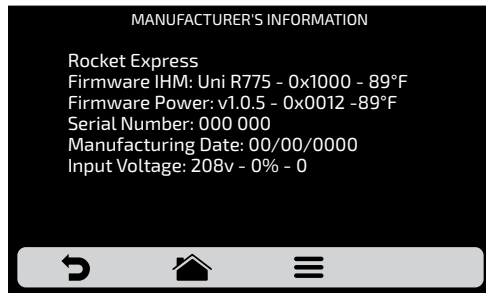 MANUFACTURER'S INFORMATION
Rocket Express
Firmware IHM: Uni R775 - 0x1000 - 89°F
Firmware Power: v1.0.5 - 0x0012 -89°F
Serial Number: 000 000
Manufacturing Date: 00/00/0000
Input Voltage: 208v - 0% - 0